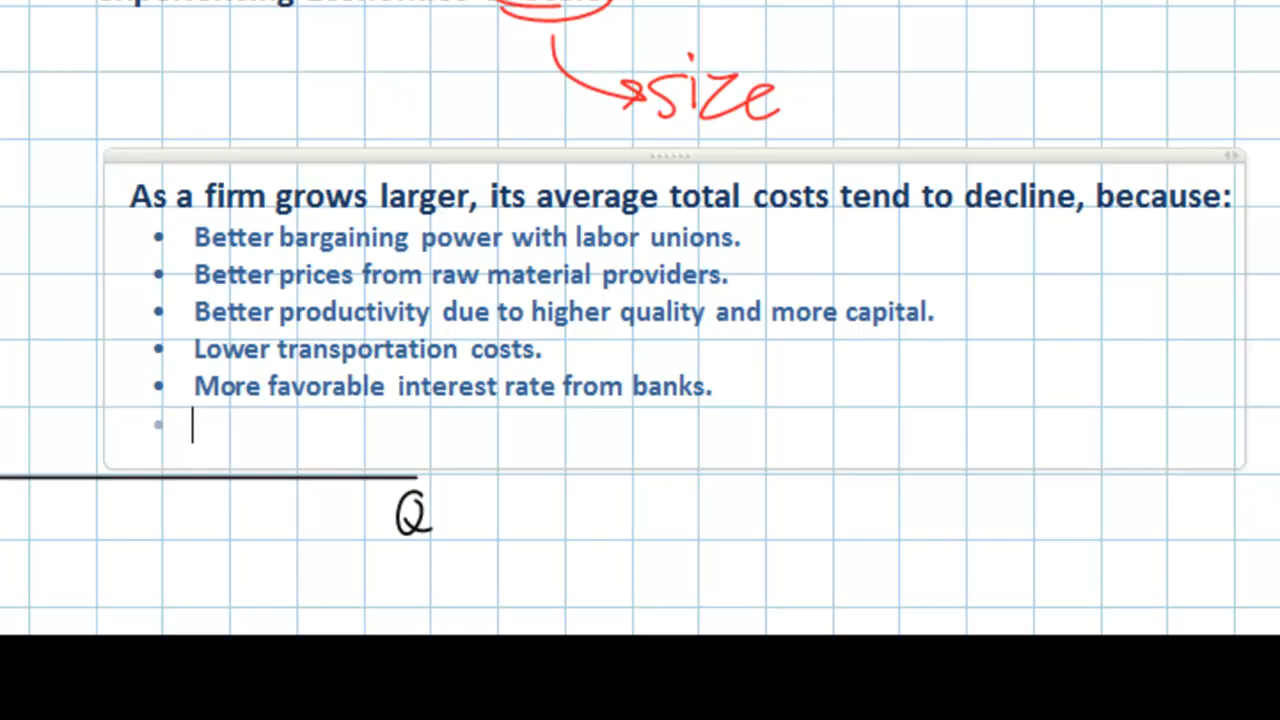 size
As a firm grows larger, its average total costs tend to decline, because:
• Better bargaining power with labor unions.
• Better prices from raw material providers.
• Better productivity due to higher quality and more capital.
• Lower transportation costs.
• More favorable interest rate from banks.
•
Q